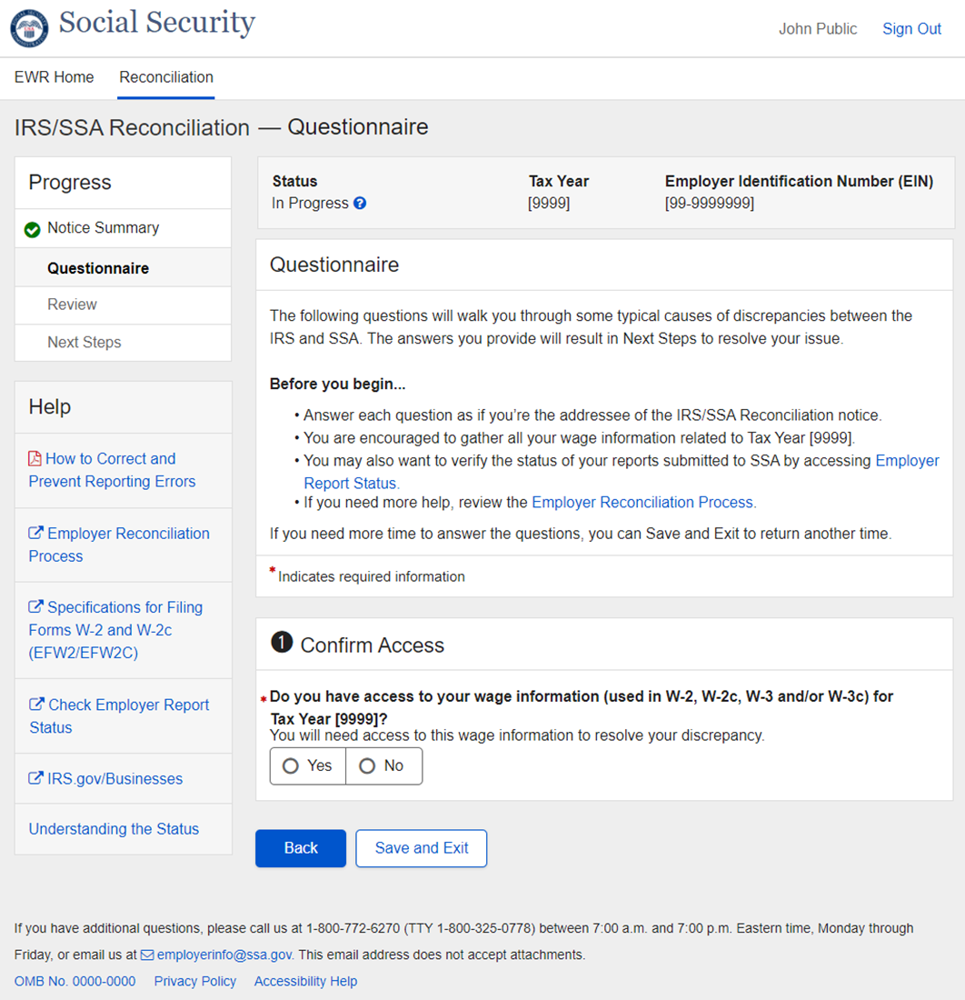 Social Security
John Public Sign Out
EWR Home Reconciliation
IRS/SSA Reconciliation — Questionnaire
Progress
Notice Summary
Questionnaire
Review
Next Steps
Help
How to Correct and
Prevent Reporting Errors
Employer Reconciliation
Process
Specifications for Filing
Forms W-2 and W-2c
(EFW2/EFW2C)
Check Employer Report
Status
IRS.gov/Businesses
Understanding the Status
Status Tax Year Employer Identification Number (EIN)
In Progress ? [9999] [99-9999999]
Questionnaire
The following questions will walk you through some typical causes of discrepancies between the
IRS and SSA. The answers you provide will result in Next Steps to resolve your issue.
Before you begin...
• Answer each question as if you’re the addressee of the IRS/SSA Reconciliation notice.
• You are encouraged to gather all your wage information related to Tax Year [9999].
• You may also want to verify the status of your reports submitted to SSA by accessing Employer
Report Status.
• If you need more help, review the Employer Reconciliation Process.
If you need more time to answer the questions, you can Save and Exit to return another time.
* Indicates required information
1 Confirm Access
* Do you have access to your wage information (used in W-2, W-2c, W-3 and/or W-3c) for
Tax Year [9999]?
You will need access to this wage information to resolve your discrepancy.
Yes No
Back Save and Exit
If you have additional questions, please call us at 1-800-772-6270 (TTY 1-800-325-0778) between 7:00 a.m. and 7:00 p.m. Eastern time, Monday through
Friday, or email us at employerinfo@ssa.gov. This email address does not accept attachments.
OMB No. 0000-0000 Privacy Policy Accessibility Help